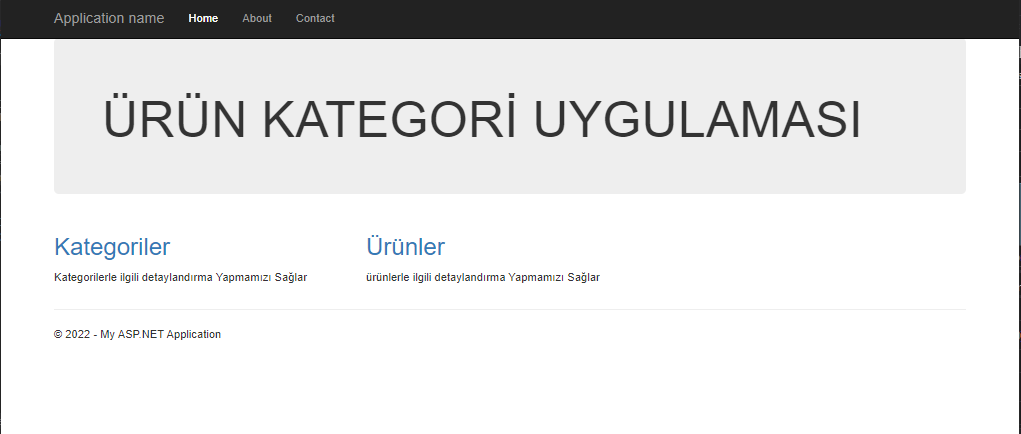 Application name Home About Contact
ÜRÜN KATEGORİ UYGULAMASI
Kategoriler
Kategorilerle ilgili detaylandırma Yapmamızı Sağlar
Ürünler
ürünlerle ilgili detaylandırma Yapmamızı Sağlar
© 2022 - My ASP.NET Application